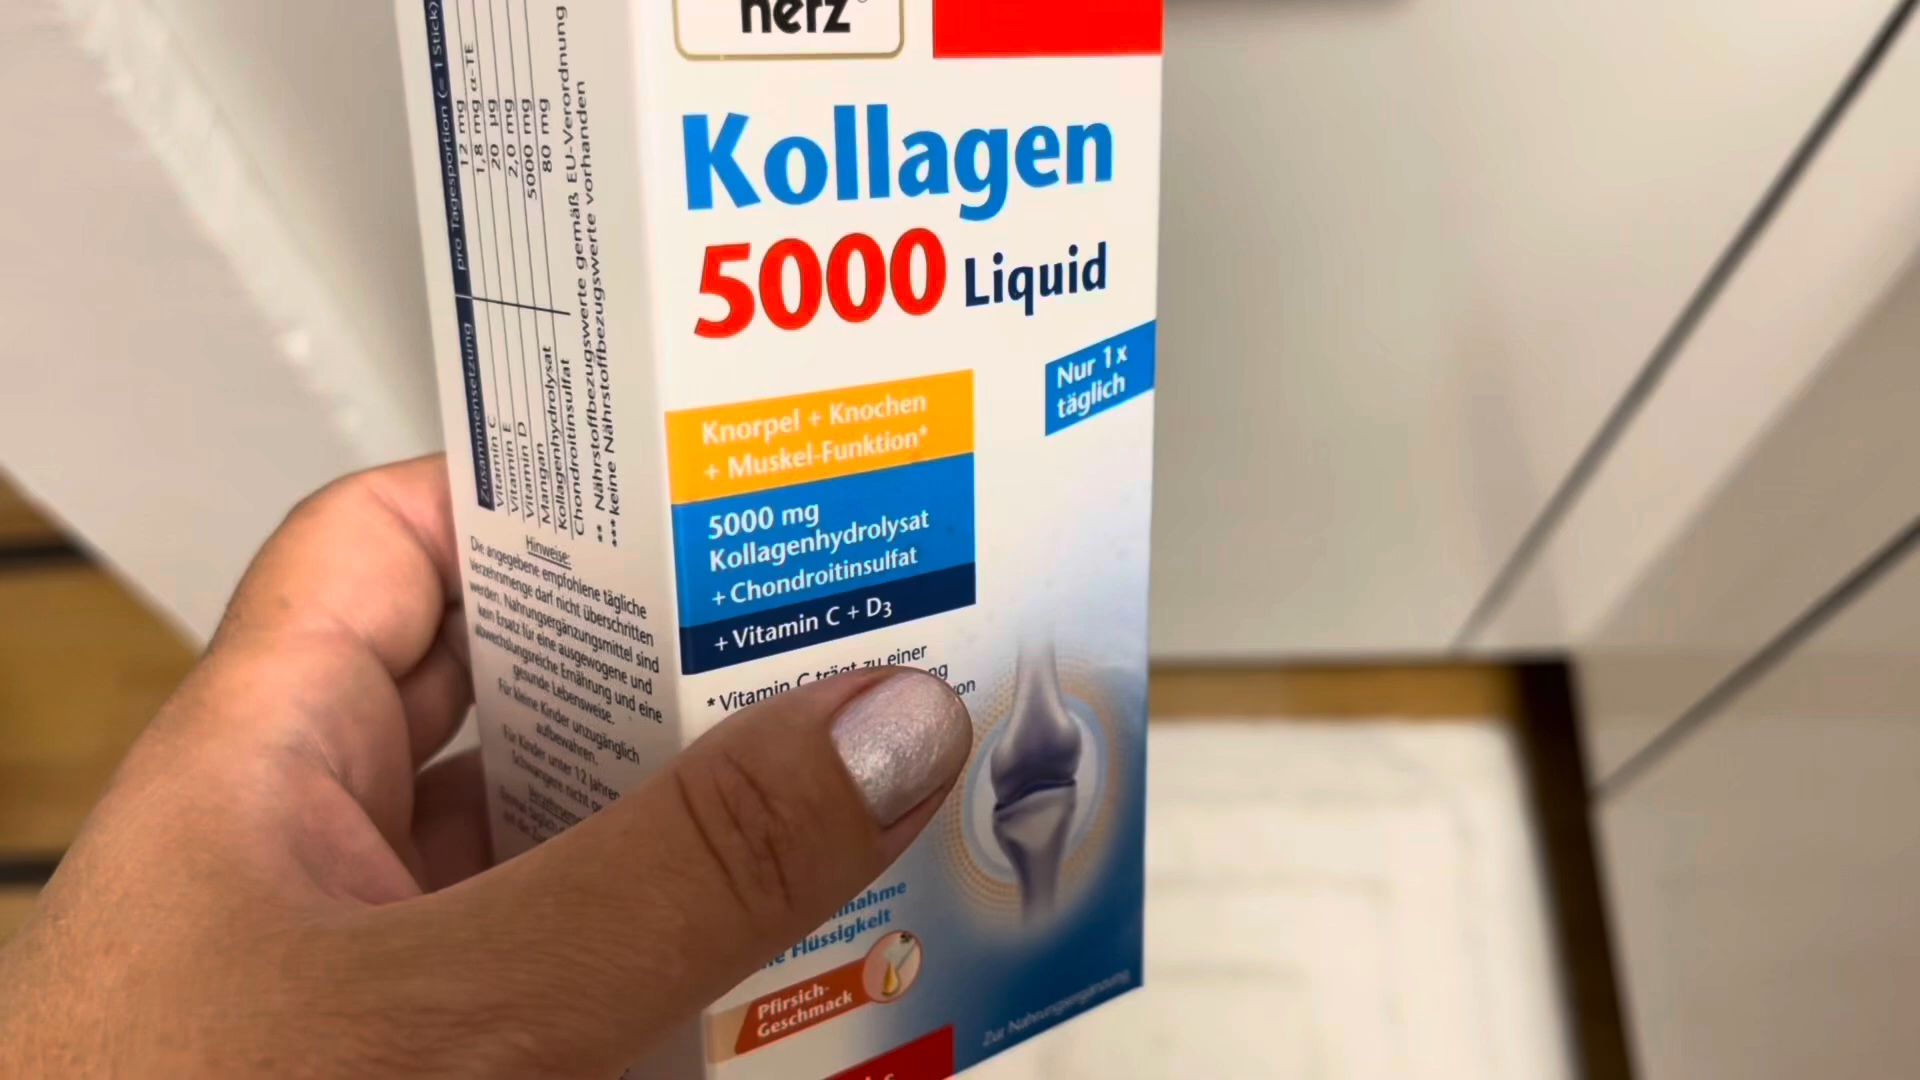 herz®
Kollagen
5000 Liquid
Nur 1x
täglich
Knorpel + Knochen
+ Muskel-Funktion*
5000 mg
Kollagenhydrolysat
+ Chondroitinsulfat
+ Vitamin C + D3
* Vitamin C trägt zu einer
von
Flüssigkeit
Pfirsich-
Geschmack
Zur Nahrungsergänzung
Zusammensetzung pro Tagesportion (= 1 Stick)
Vitamin C 12 mg
Vitamin E 1,8 mg α-TE
Vitamin D 20 µg
Mangan 2,0 mg
Kollagenhydrolysat 5000 mg
Chondroitinsulfat 80 mg
** Nährstoffbezugswerte gemäß EU-Verordnung
*** keine Nährstoffbezugswerte vorhanden
Hinweise:
Die angegebene empfohlene tägliche
Verzehrsmenge darf nicht überschritten
werden. Nahrungsergänzungsmittel sind
kein Ersatz für eine ausgewogene und
abwechslungsreiche Ernährung und eine
gesunde Lebensweise.
Für kleine Kinder unzugänglich
aufbewahren.
Für Kinder unter 12 Jahren
Schwangere nicht